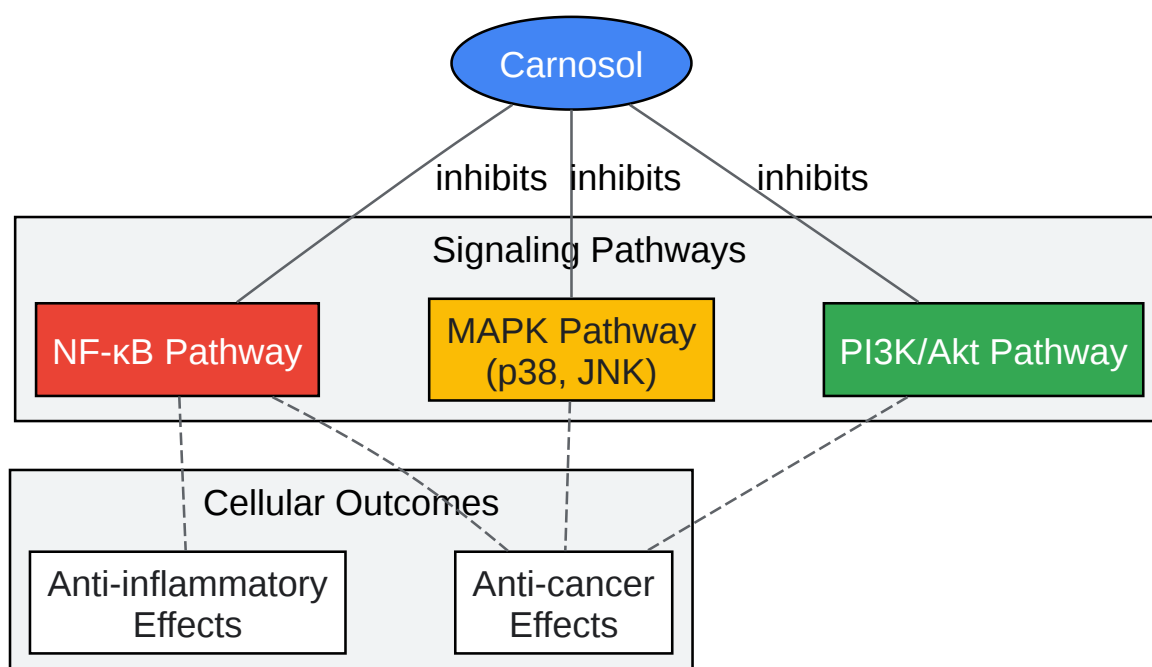 Carnosol
inhibits
inhibits
inhibits
Signaling Pathways
NF-κB Pathway
MAPK Pathway
(p38, JNK)
PI3K/Akt Pathway
Cellular Outcomes
Anti-inflammatory
Effects
Anti-cancer
Effects